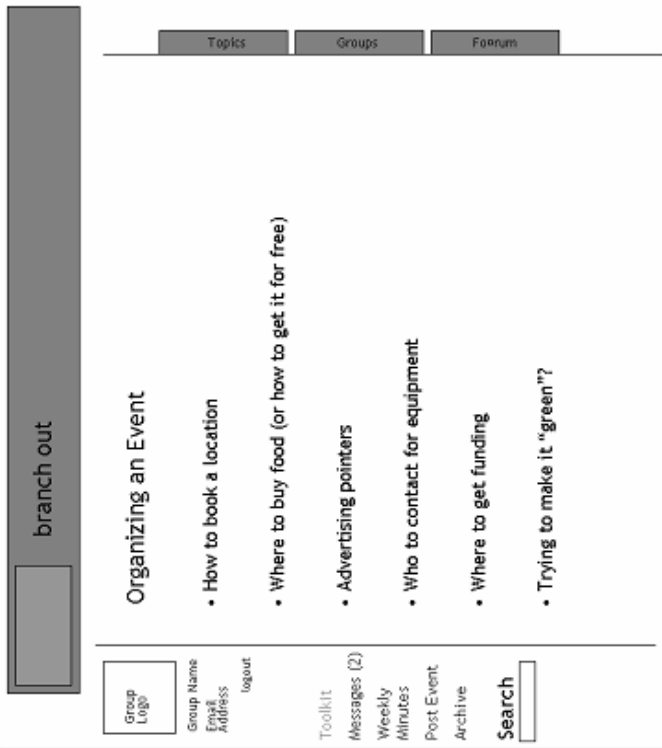 branch out
Group
Logo
Group Name
Email
Address
logout
Toolkit
Messages (2)
Weekly
Minutes
Post Event
Archive
Search
Organizing an Event
• How to book a location
• Where to buy food (or how to get it for free)
• Advertising pointers
• Who to contact for equipment
• Where to get funding
• Trying to make it “green”?
Topics
Groups
Foorum